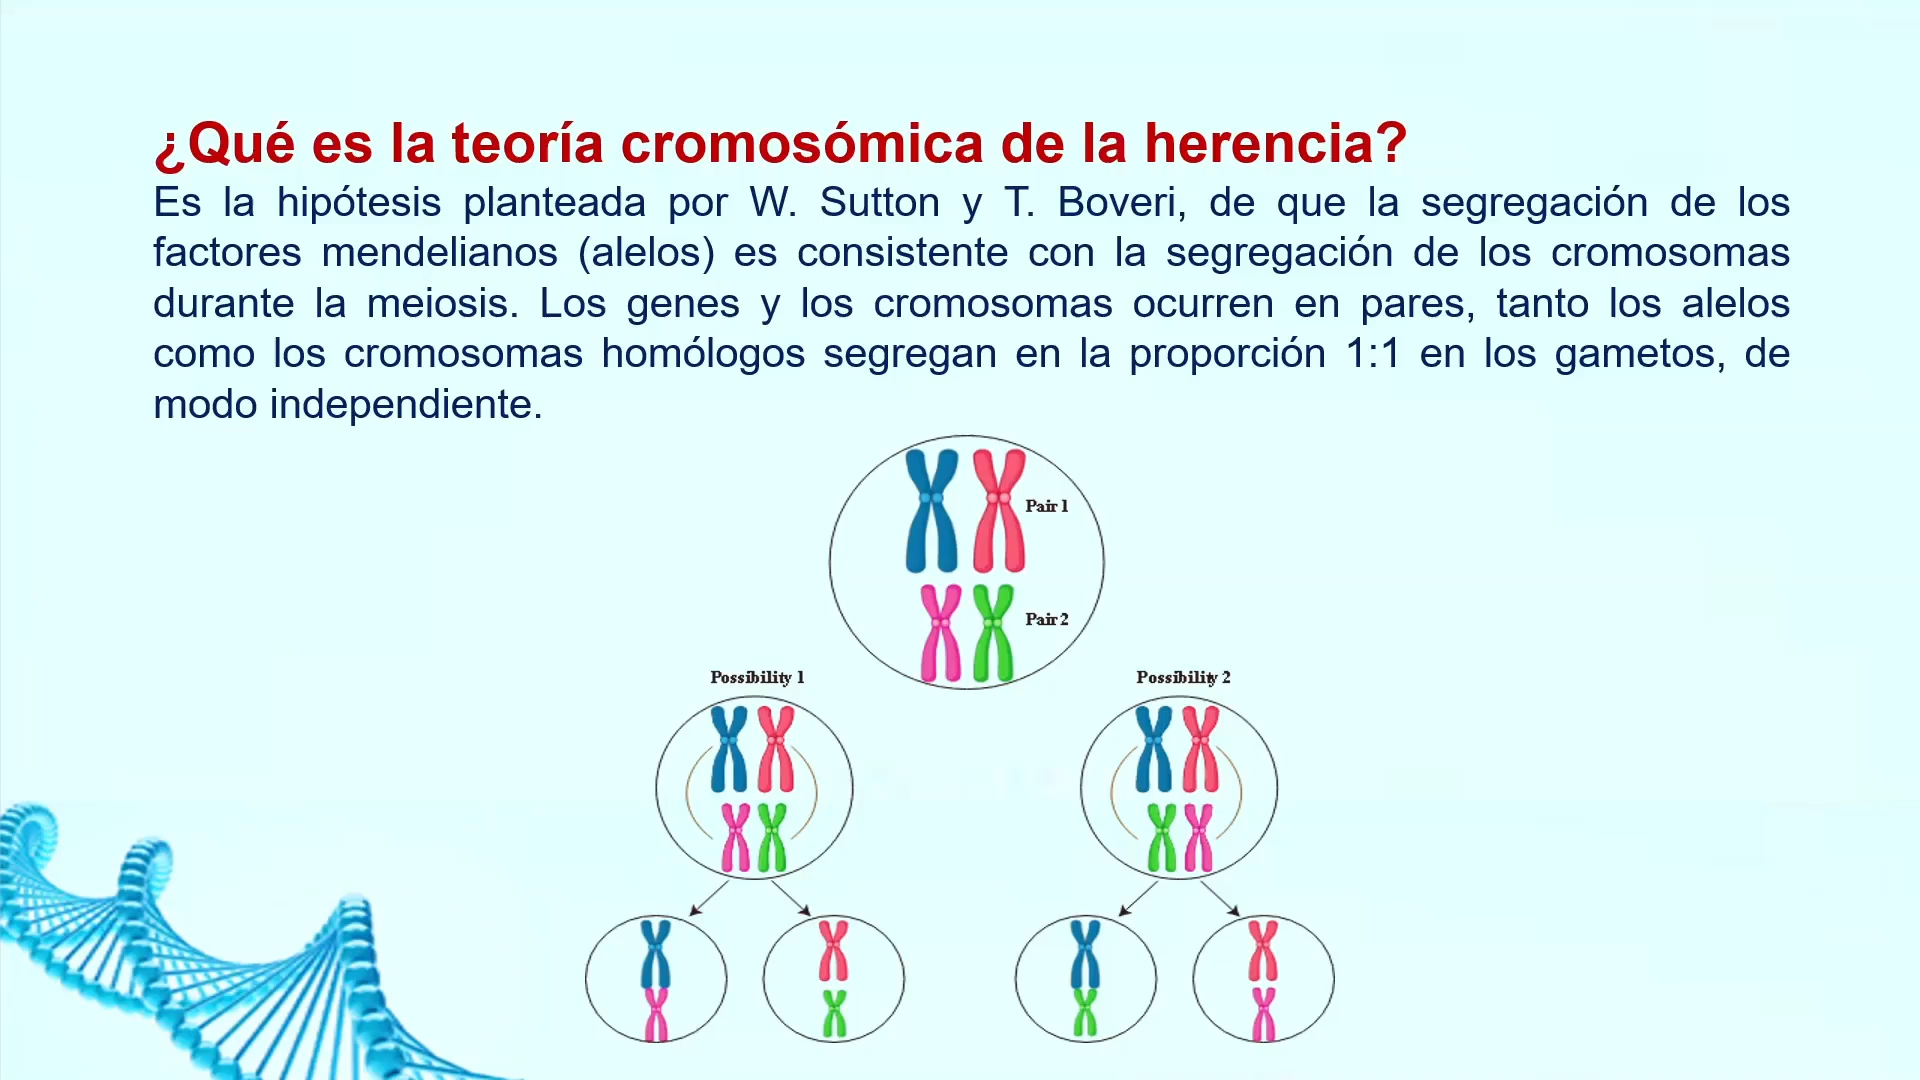 ¿Qué es la teoría cromosómica de la herencia?
Es la hipótesis planteada por W. Sutton y T. Boveri, de que la segregación de los
factores mendelianos (alelos) es consistente con la segregación de los cromosomas
durante la meiosis. Los genes y los cromosomas ocurren en pares, tanto los alelos
como los cromosomas homólogos segregan en la proporción 1:1 en los gametos, de
modo independiente.
Pair 1
Pair 2
Possibility 1
Possibility 2